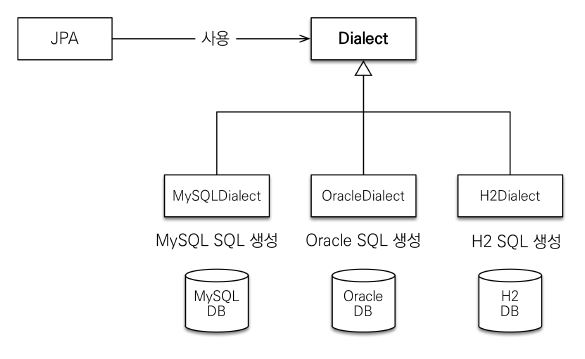 JPA
사용
Dialect
MySQLDialect
OracleDialect
H2Dialect
MySQL SQL 생성
Oracle SQL 생성
H2 SQL 생성
MySQL
DB
Oracle
DB
H2
DB